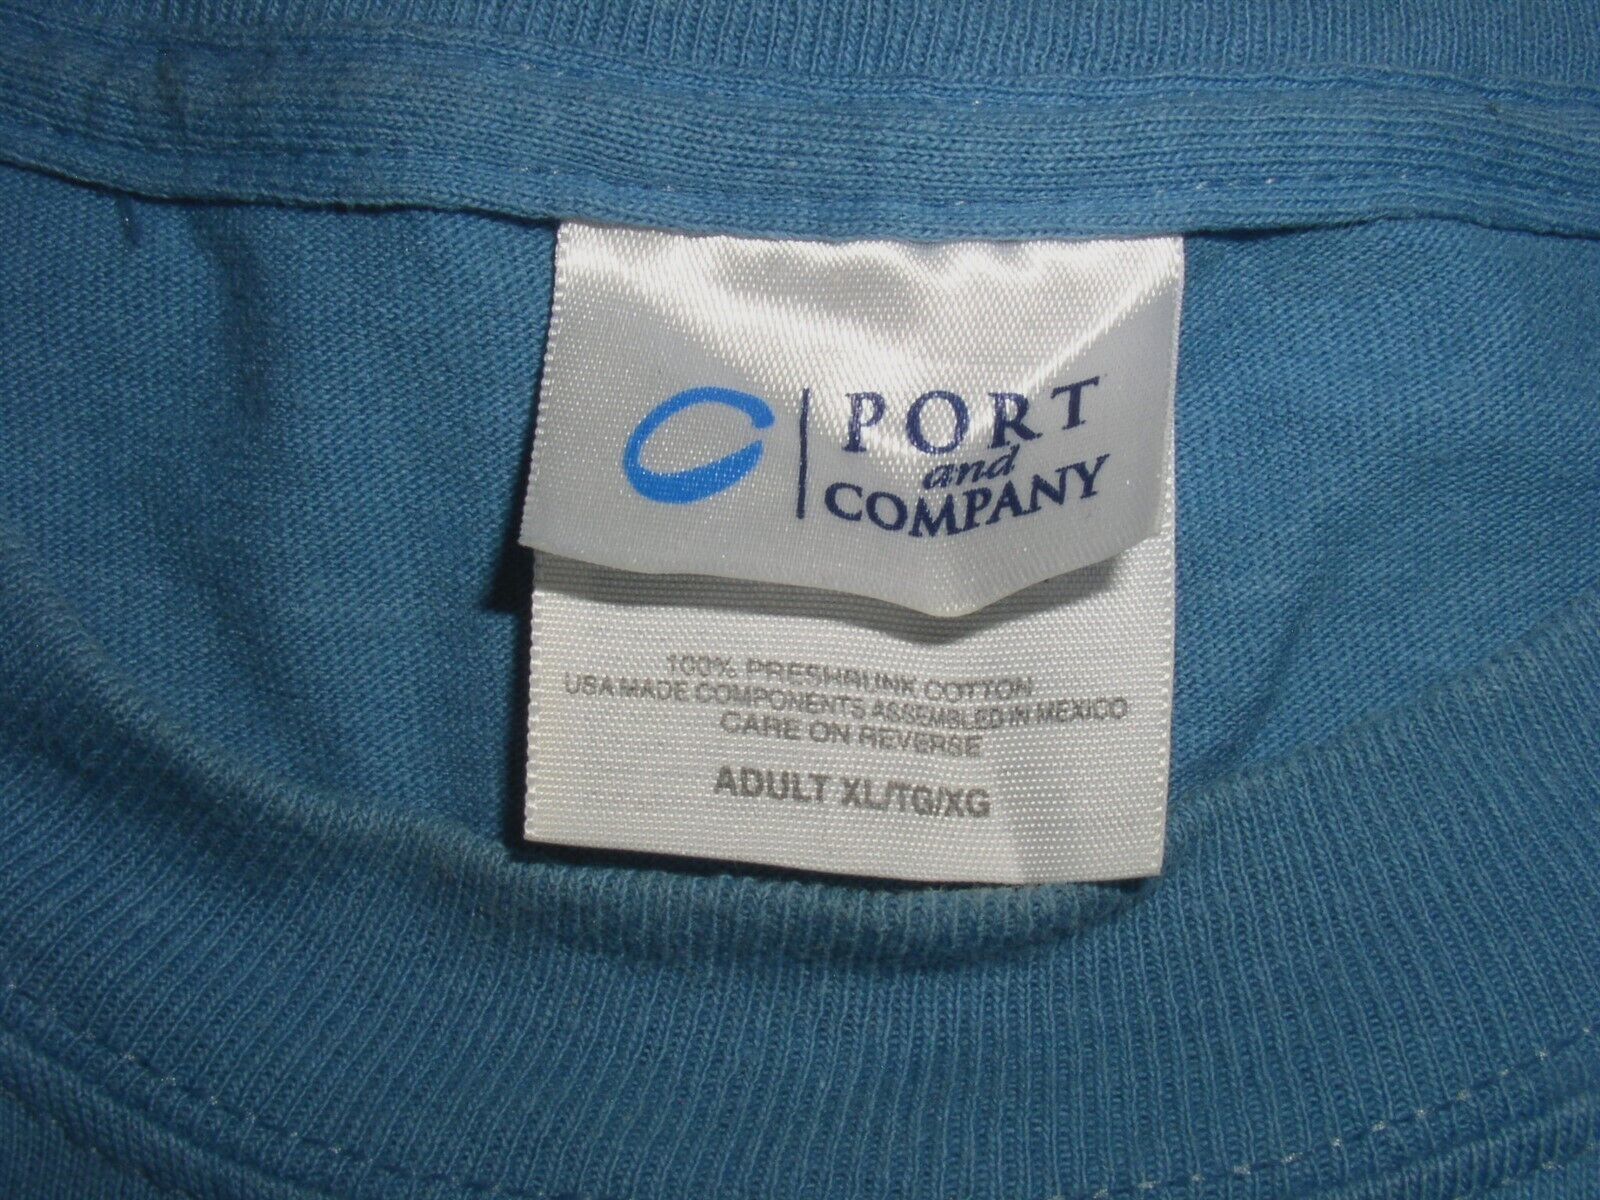 PORT
and
COMPANY
100% PRESHRUNK COTTON
USA MADE COMPONENTS ASSEMBLED IN MEXICO
CARE ON REVERSE
ADULT XL/TG/XG